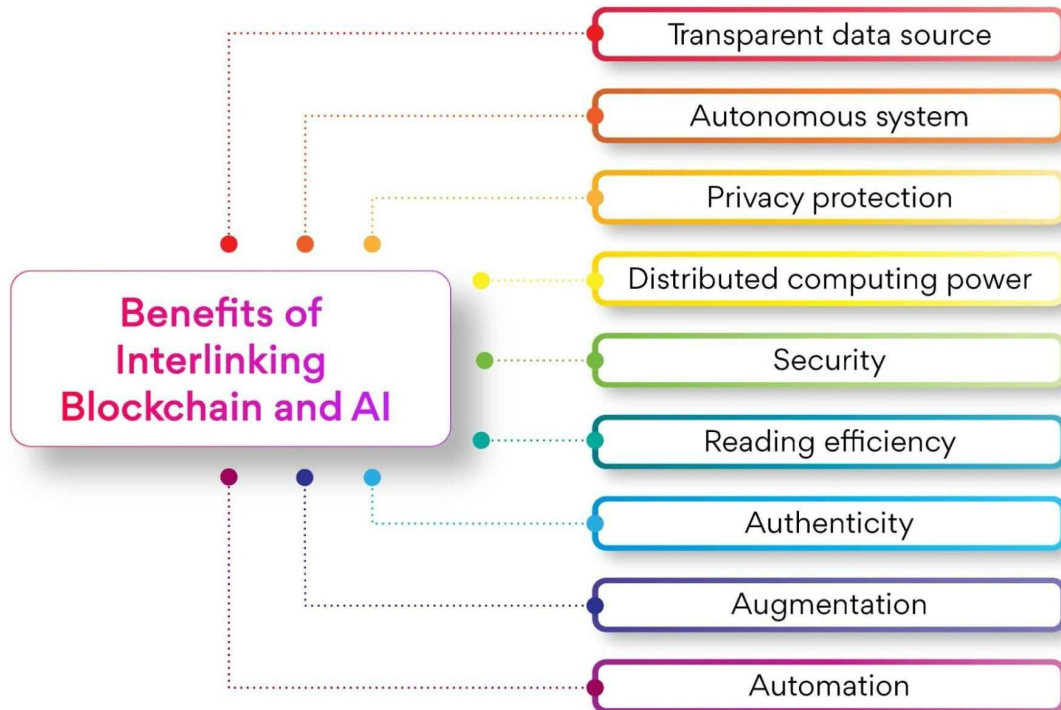 Transparent data source
Autonomous system
Privacy protection
Distributed computing power
Benefits of
Interlinking
Blockchain and AI
Security
Reading efficiency
Authenticity
Augmentation
Automation